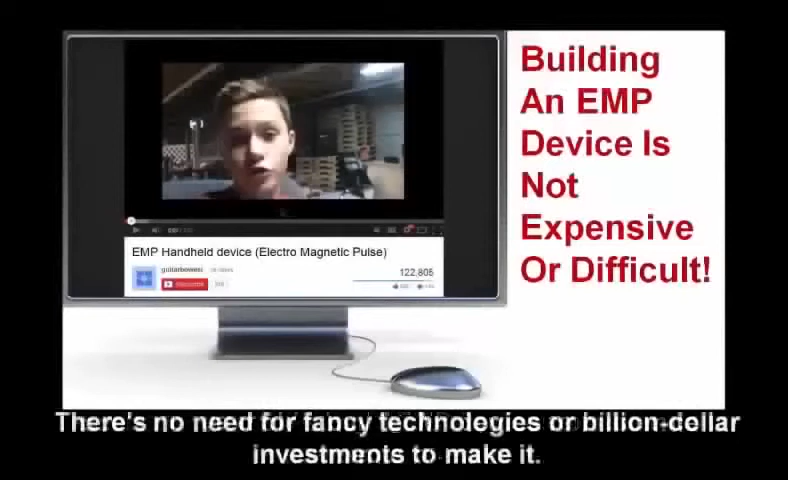 Building
An EMP
Device Is
Not
Expensive
Or Difficult!
EMP Handheld device (Electro Magnetic Pulse)
122,805
There's no need for fancy technologies or billion-dollar
investments to make it.